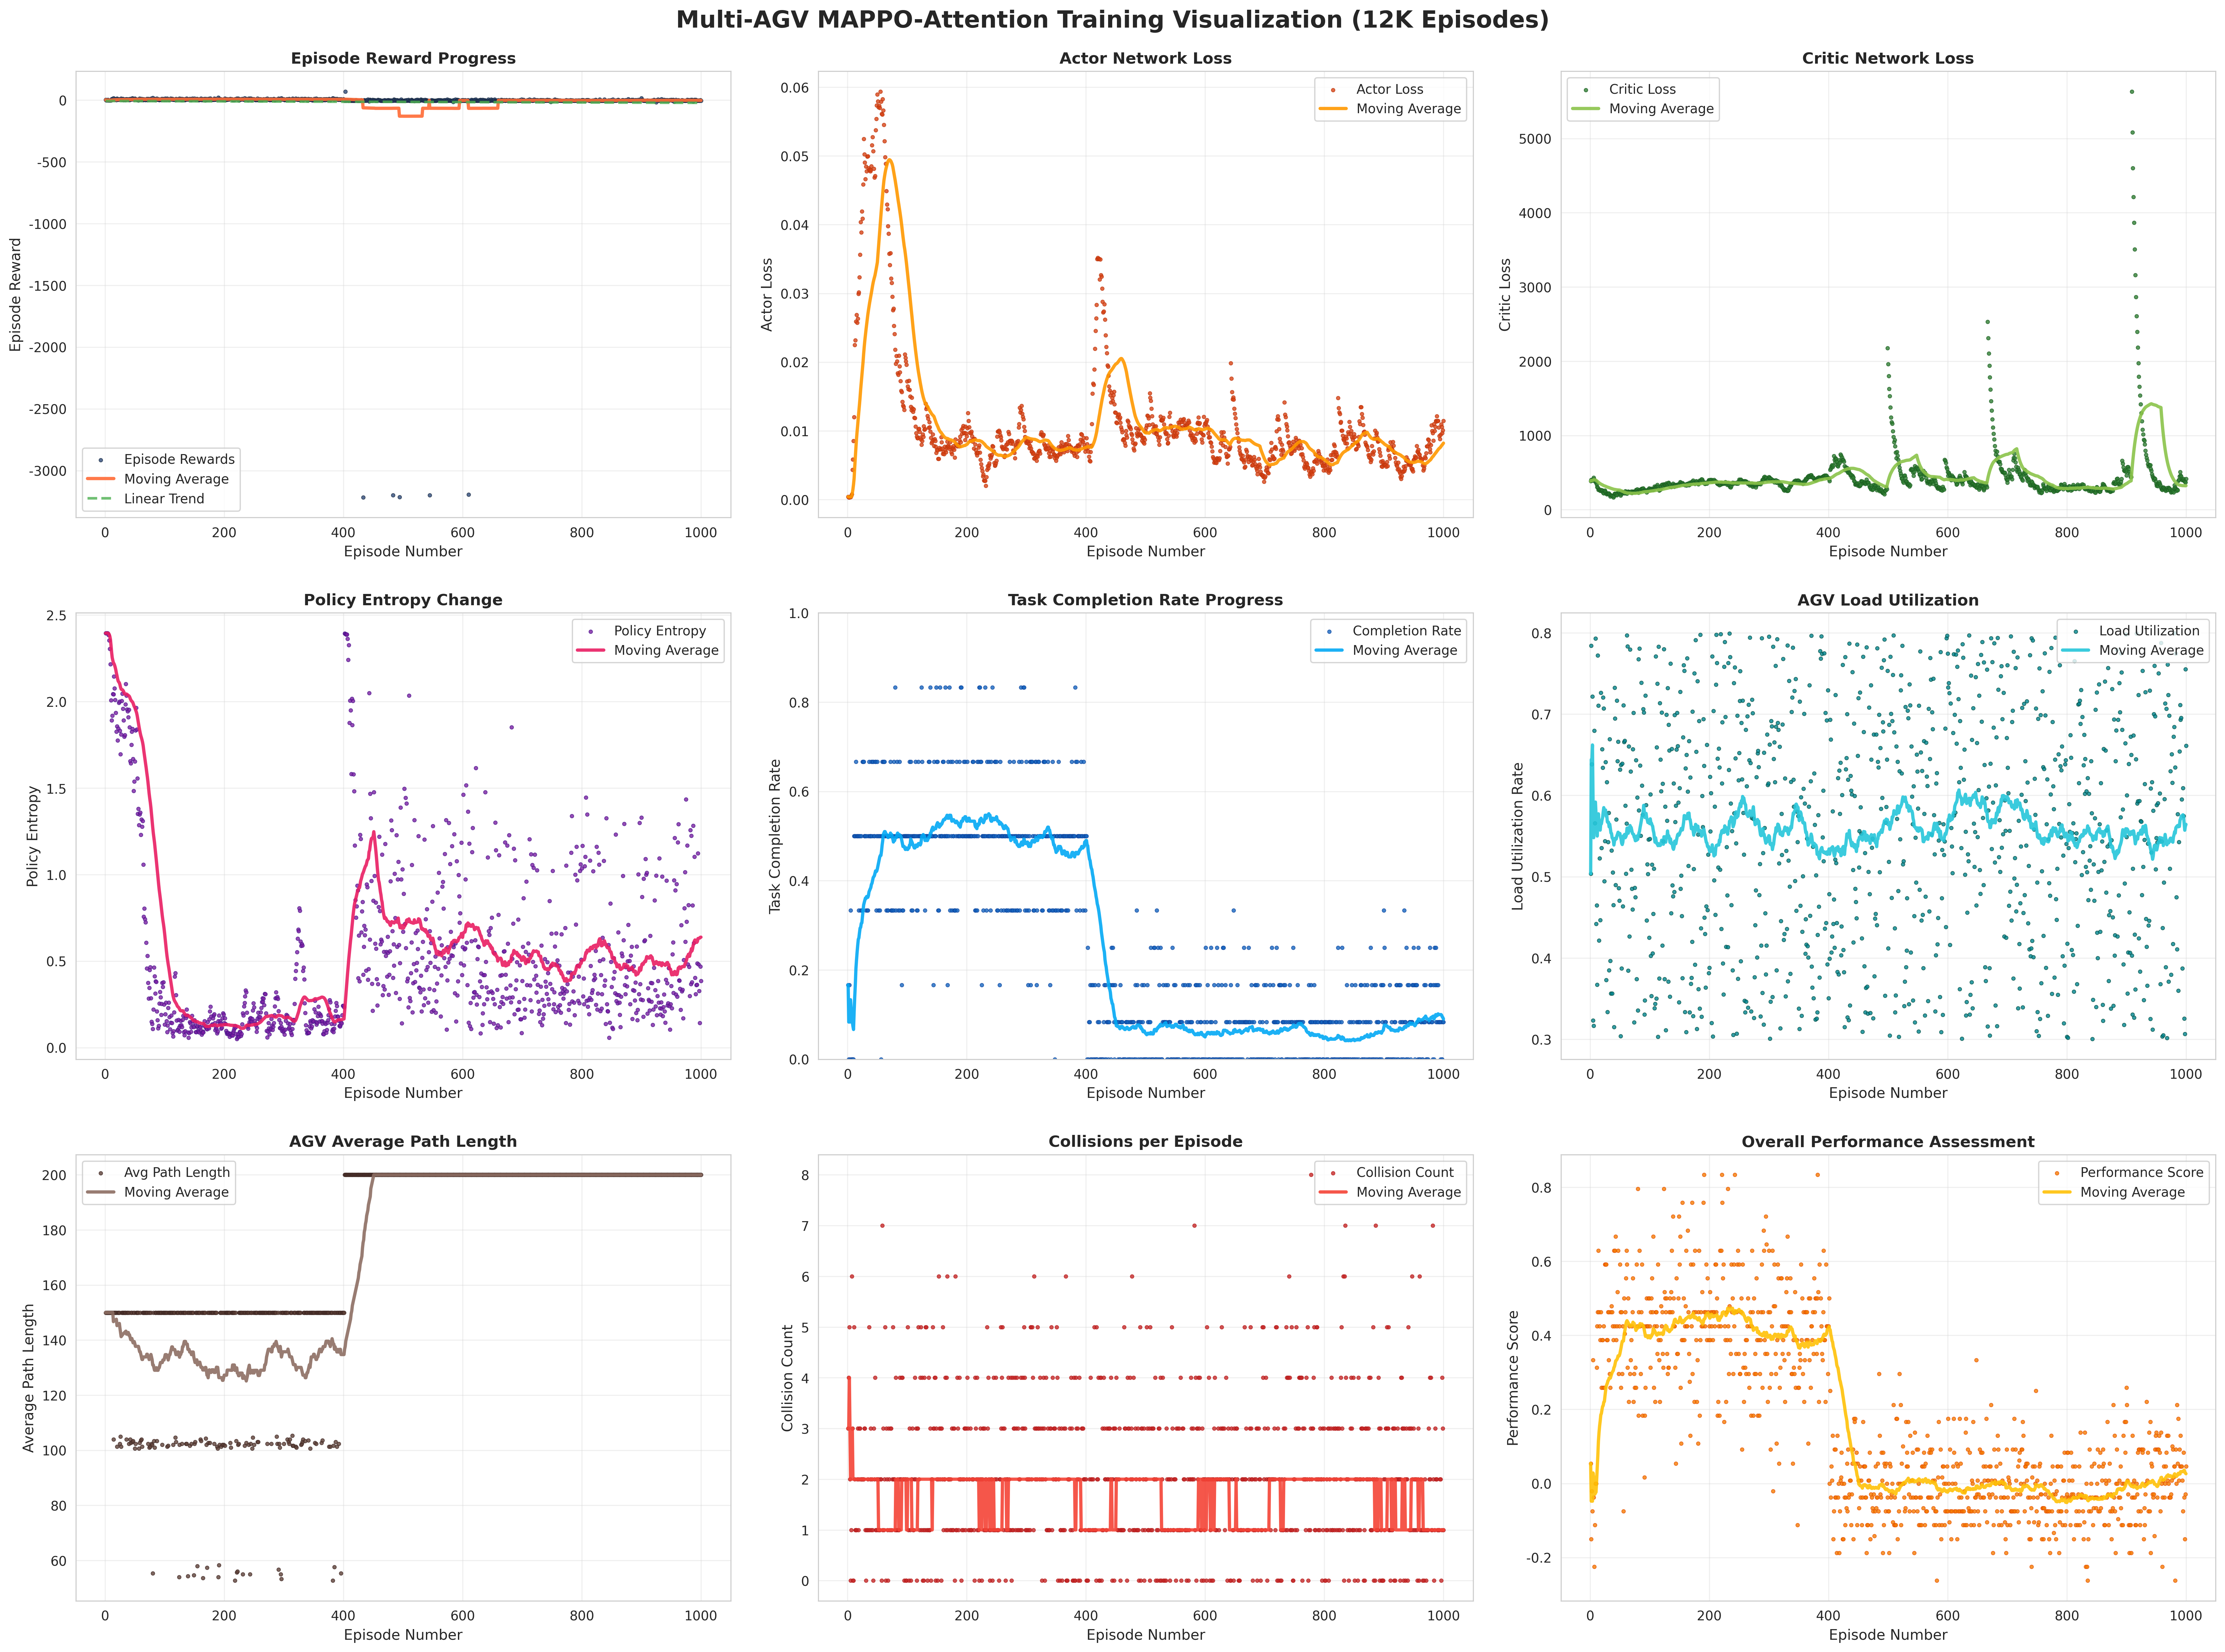 Multi-AGV MAPPO-Attention Training Visualization (12K Episodes)
Episode Reward Progress
0
-500
-1000
-1500
-2000
-2500
-3000
Episode Reward
Episode Rewards
Moving Average
Linear Trend
0 200 400 600 800 1000
Episode Number
Actor Network Loss
0.06
0.05
0.04
0.03
0.02
0.01
0.00
Actor Loss
Actor Loss
Moving Average
0 200 400 600 800 1000
Episode Number
Critic Network Loss
5000
4000
3000
2000
1000
0
Critic Loss
Critic Loss
Moving Average
0 200 400 600 800 1000
Episode Number
Policy Entropy Change
2.5
2.0
1.5
1.0
0.5
0.0
Policy Entropy
Policy Entropy
Moving Average
0 200 400 600 800 1000
Episode Number
Task Completion Rate Progress
1.0
0.8
0.6
0.4
0.2
0.0
Task Completion Rate
Completion Rate
Moving Average
0 200 400 600 800 1000
Episode Number
AGV Load Utilization
0.8
0.7
0.6
0.5
0.4
0.3
Load Utilization Rate
Load Utilization
Moving Average
0 200 400 600 800 1000
Episode Number
AGV Average Path Length
200
180
160
140
120
100
80
60
Average Path Length
Avg Path Length
Moving Average
0 200 400 600 800 1000
Episode Number
Collisions per Episode
8
7
6
5
4
3
2
1
0
Collision Count
Collision Count
Moving Average
0 200 400 600 800 1000
Episode Number
Overall Performance Assessment
0.8
0.6
0.4
0.2
0.0
-0.2
Performance Score
Performance Score
Moving Average
0 200 400 600 800 1000
Episode Number